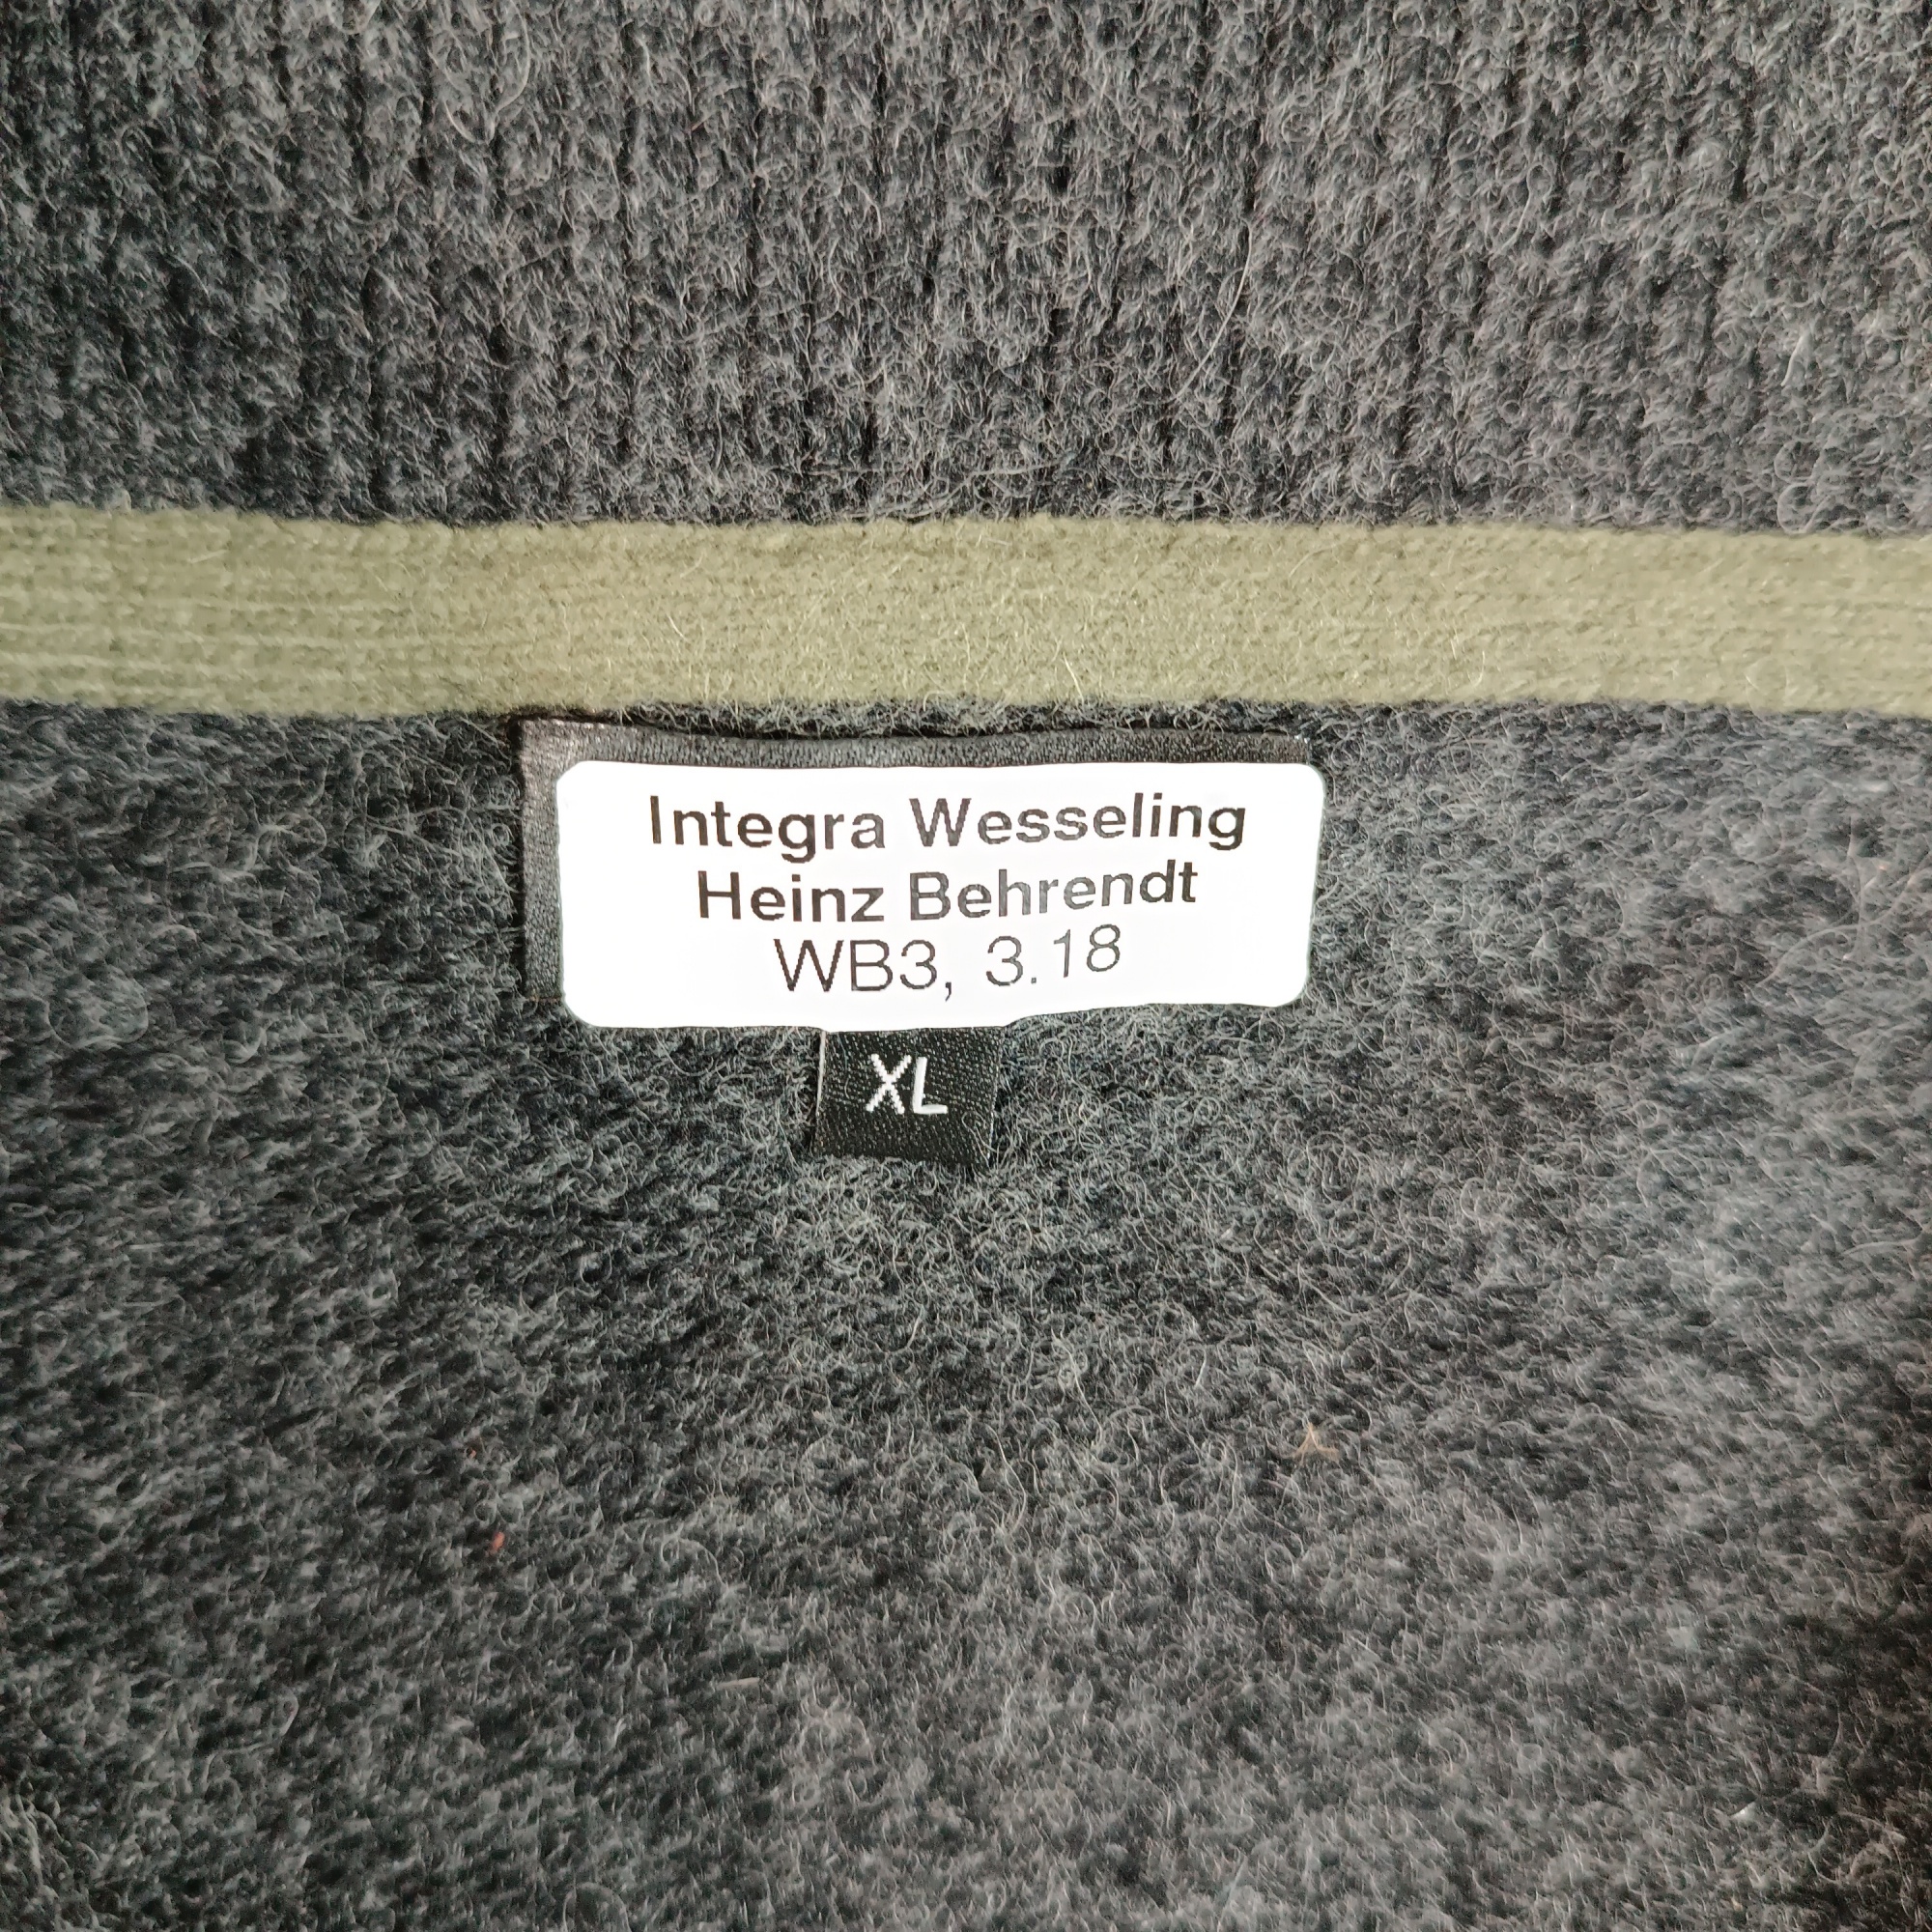 Integra Wesseling
Heinz Behrendt
WB3, 3.18
XL